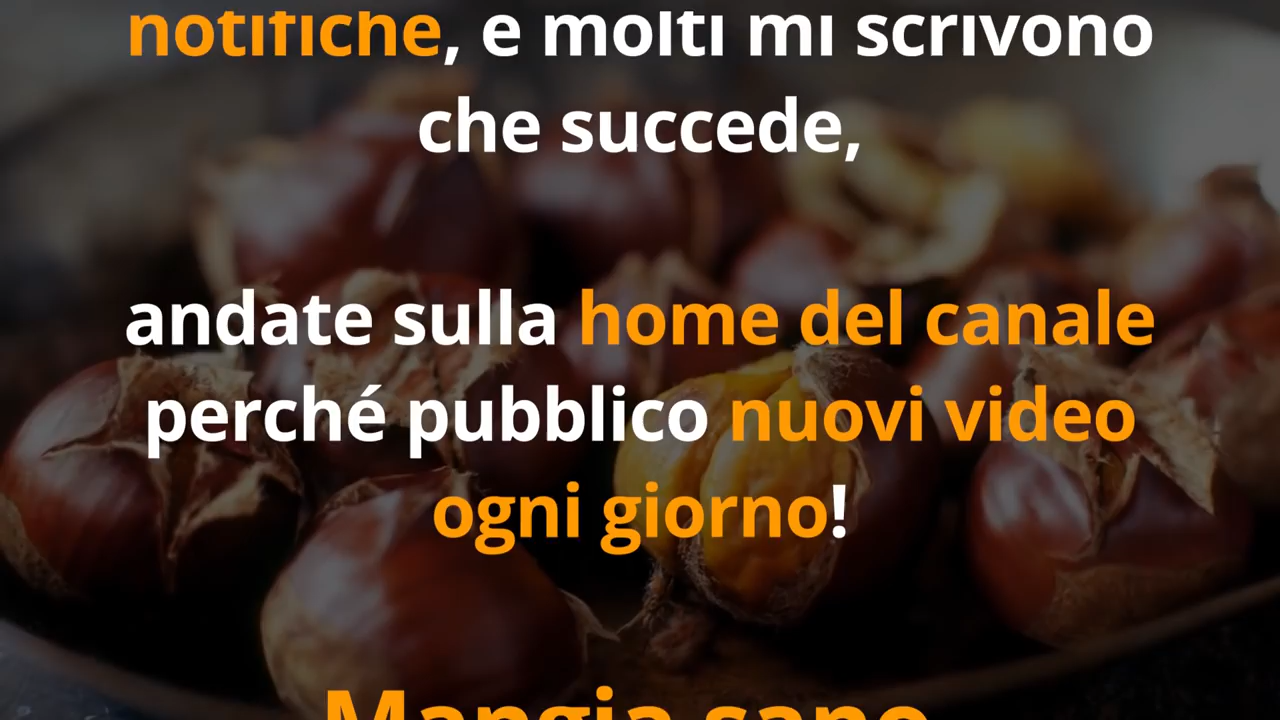 notifiche, e molti mi scrivono
che succede,
andate sulla home del canale
perché pubblico nuovi video
ogni giorno!
Mangia sano